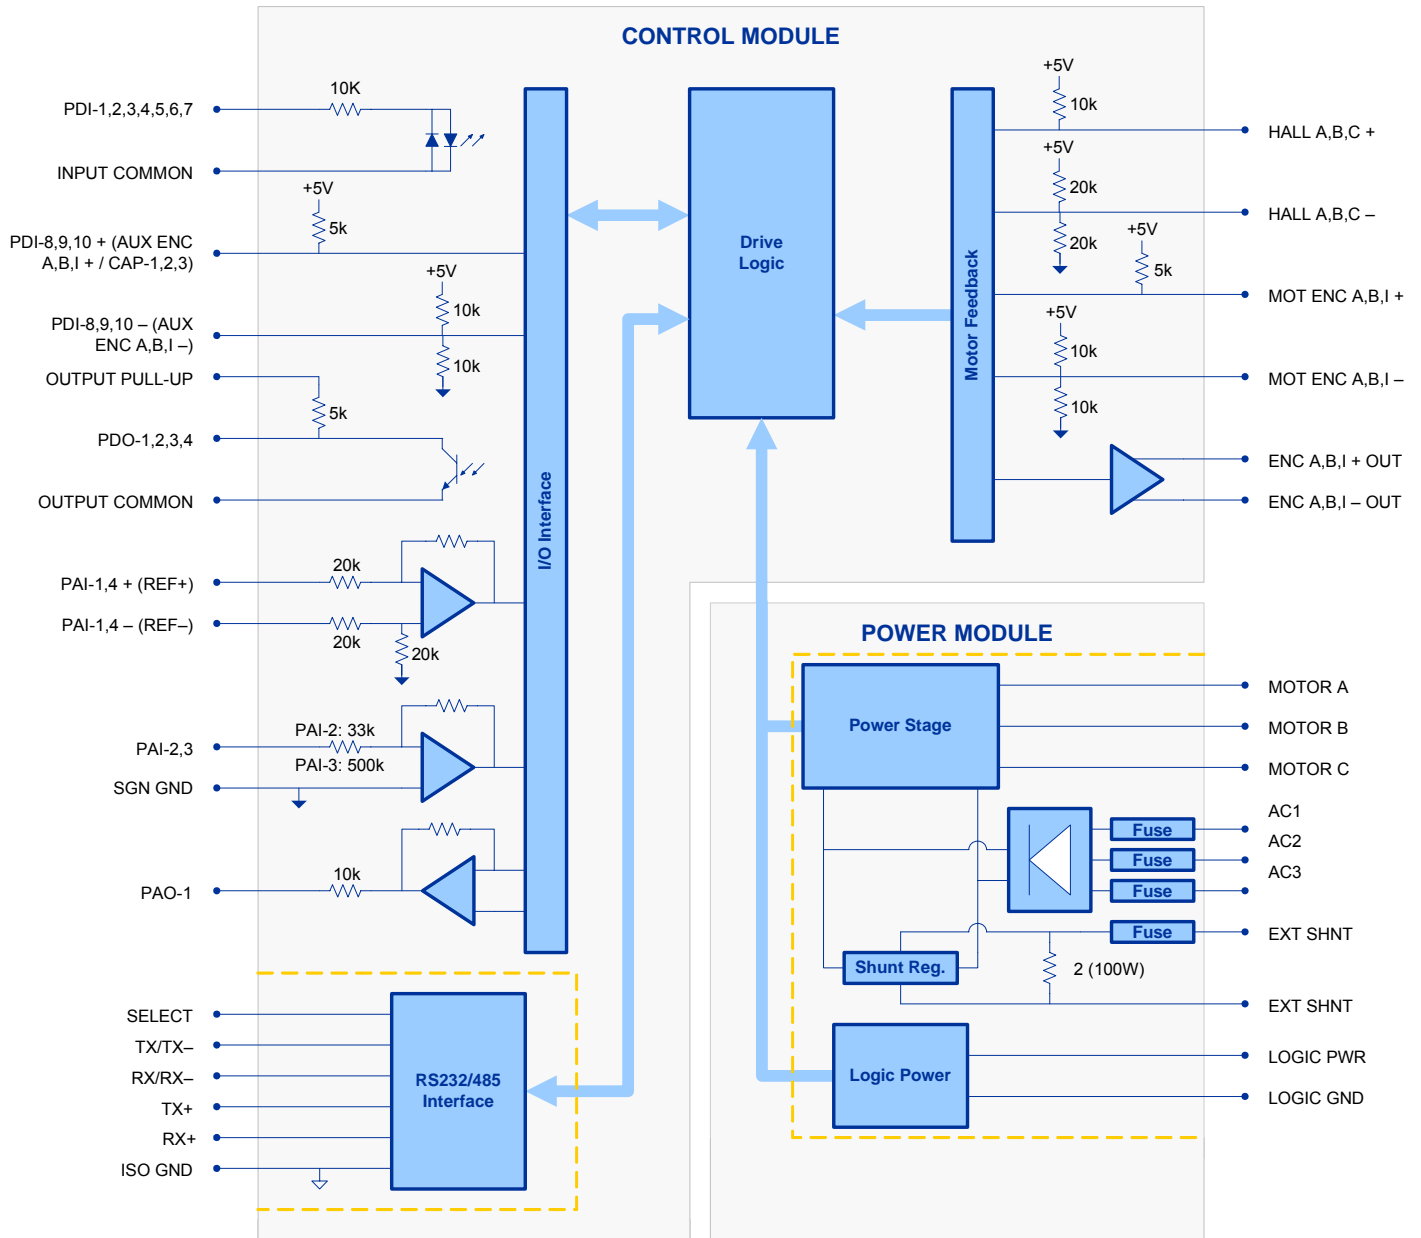 CONTROL MODULE
PDI-1,2,3,4,5,6,7
10K
INPUT COMMON
+5V
5k
PDI-8,9,10 + (AUX ENC
A,B,I + / CAP-1,2,3)
+5V
10k
PDI-8,9,10 – (AUX
ENC A,B,I –)
10k
OUTPUT PULL-UP
5k
PDO-1,2,3,4
OUTPUT COMMON
PAI-1,4 + (REF+)
20k
PAI-1,4 – (REF–)
20k
20k
PAI-2,3
PAI-2: 33k
PAI-3: 500k
SGN GND
PAO-1
10k
I/O Interface
Drive
Logic
Motor Feedback
+5V
10k
HALL A,B,C +
+5V
20k
HALL A,B,C –
20k
+5V
5k
MOT ENC A,B,I +
+5V
10k
MOT ENC A,B,I –
10k
ENC A,B,I + OUT
ENC A,B,I – OUT
SELECT
TX/TX–
RX/RX–
TX+
RX+
ISO GND
RS232/485
Interface
POWER MODULE
Power Stage
MOTOR A
MOTOR B
MOTOR C
AC1
Fuse
AC2
Fuse
AC3
Fuse
Fuse
EXT SHNT
Shunt Reg.
2 (100W)
EXT SHNT
Logic Power
LOGIC PWR
LOGIC GND